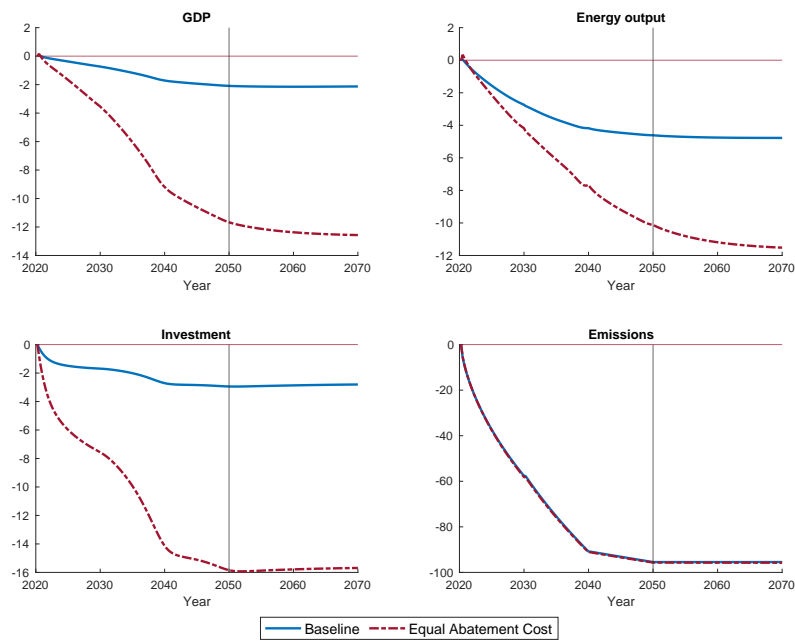 GDP
2
0
-2
-4
-6
-8
-10
-12
-14
2020 2030 2040 2050 2060 2070
Year
Energy output
2
0
-2
-4
-6
-8
-10
-12
2020 2030 2040 2050 2060 2070
Year
Investment
0
-2
-4
-6
-8
-10
-12
-14
-16
2020 2030 2040 2050 2060 2070
Year
Emissions
0
-20
-40
-60
-80
-100
2020 2030 2040 2050 2060 2070
Year
Baseline Equal Abatement Cost